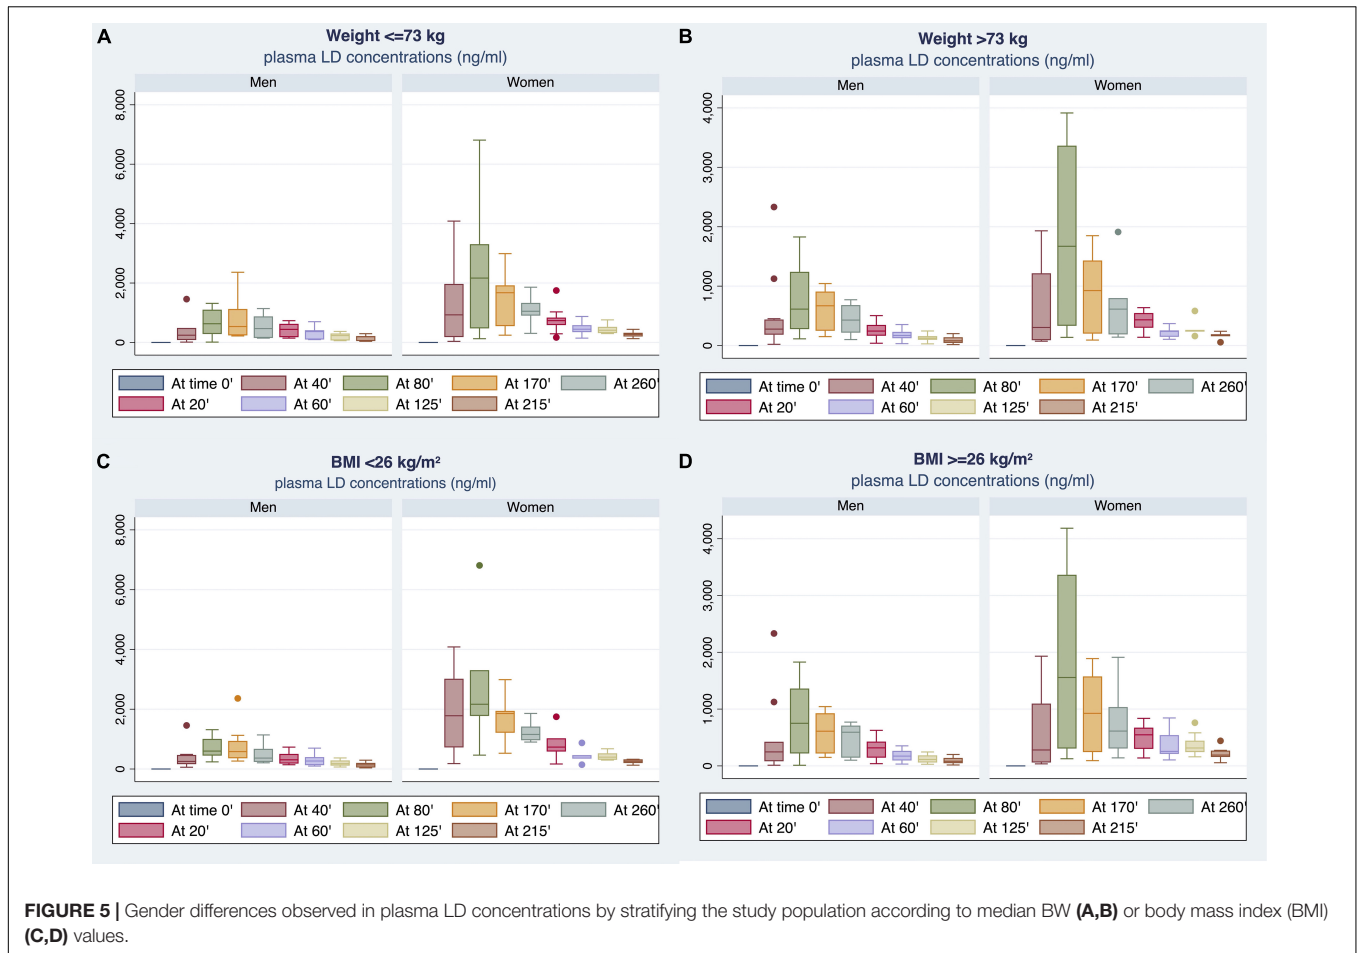 A
Weight <=73 kg
plasma LD concentrations (ng/ml)
Men
Women
8,000
6,000
4,000
2,000
0
At time 0'
At 40'
At 80'
At 170'
At 260'
At 20'
At 60'
At 125'
At 215'
B
Weight >73 kg
plasma LD concentrations (ng/ml)
Men
Women
4,000
3,000
2,000
1,000
0
At time 0'
At 40'
At 80'
At 170'
At 260'
At 20'
At 60'
At 125'
At 215'
C
BMI <26 kg/m²
plasma LD concentrations (ng/ml)
Men
Women
8,000
6,000
4,000
2,000
0
At time 0'
At 40'
At 80'
At 170'
At 260'
At 20'
At 60'
At 125'
At 215'
D
BMI >=26 kg/m²
plasma LD concentrations (ng/ml)
Men
Women
4,000
3,000
2,000
1,000
0
At time 0'
At 40'
At 80'
At 170'
At 260'
At 20'
At 60'
At 125'
At 215'
FIGURE 5 | Gender differences observed in plasma LD concentrations by stratifying the study population according to median BW (A,B) or body mass index (BMI)
(C,D) values.